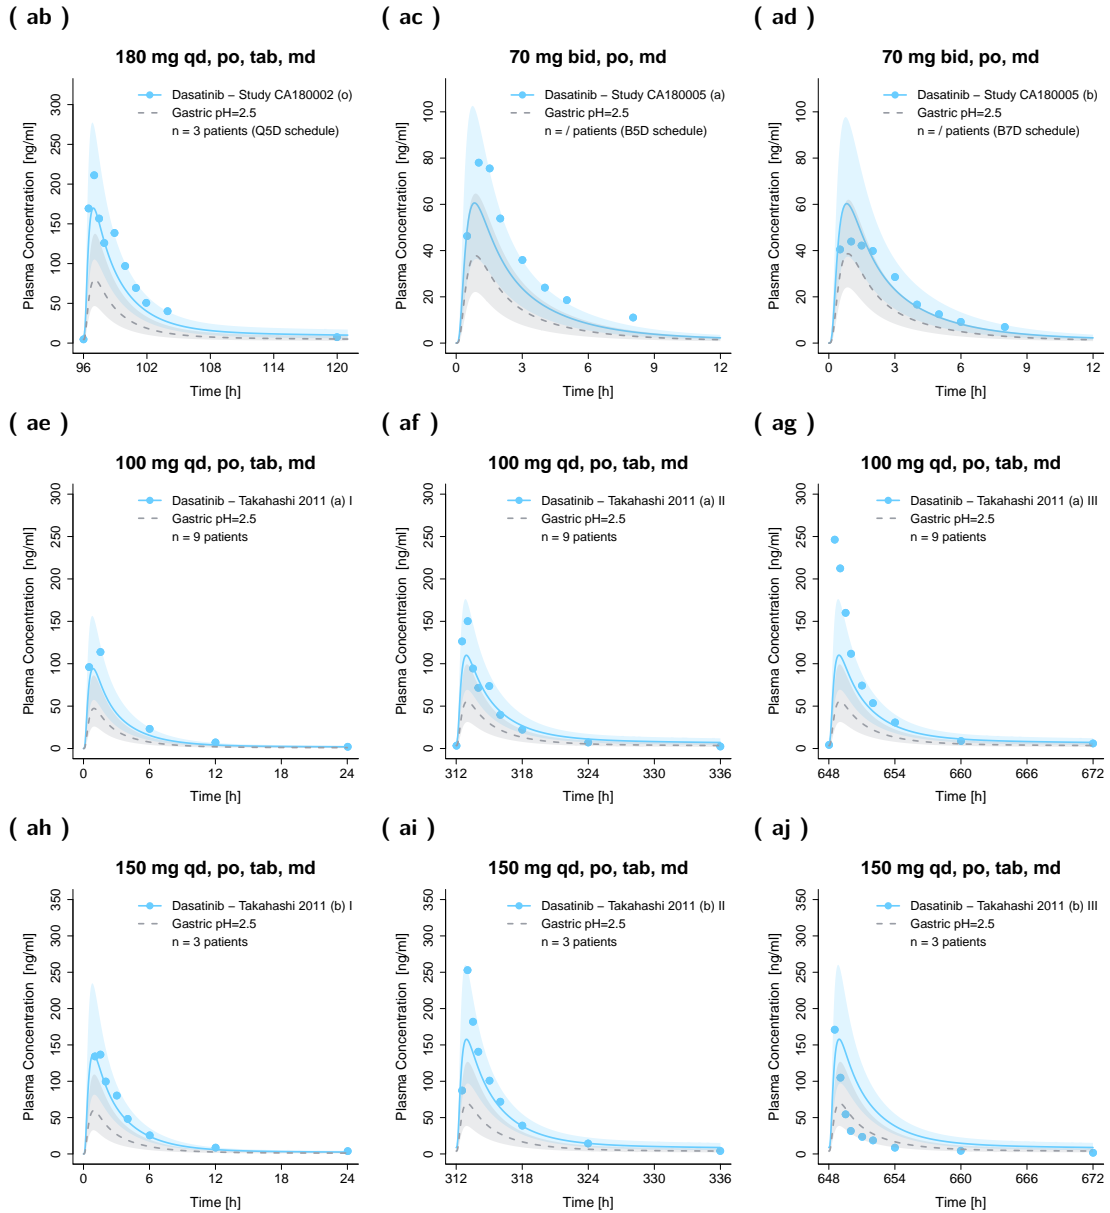 ( ab )
180 mg qd, po, tab, md
Dasatinib – Study CA180002 (o)
Gastric pH=2.5
n = 3 patients (Q5D schedule)
Plasma Concentration [ng/ml]
300
250
200
150
100
50
0
96 102 108 114 120
Time [h]
( ac )
70 mg bid, po, md
Dasatinib – Study CA180005 (a)
Gastric pH=2.5
n = / patients (B5D schedule)
Plasma Concentration [ng/ml]
100
80
60
40
20
0
0 3 6 9 12
Time [h]
( ad )
70 mg bid, po, md
Dasatinib – Study CA180005 (b)
Gastric pH=2.5
n = / patients (B7D schedule)
Plasma Concentration [ng/ml]
100
80
60
40
20
0
0 3 6 9 12
Time [h]
( ae )
100 mg qd, po, tab, md
Dasatinib – Takahashi 2011 (a) I
Gastric pH=2.5
n = 9 patients
Plasma Concentration [ng/ml]
300
250
200
150
100
50
0
0 6 12 18 24
Time [h]
( af )
100 mg qd, po, tab, md
Dasatinib – Takahashi 2011 (a) II
Gastric pH=2.5
n = 9 patients
Plasma Concentration [ng/ml]
300
250
200
150
100
50
0
312 318 324 330 336
Time [h]
( ag )
100 mg qd, po, tab, md
Dasatinib – Takahashi 2011 (a) III
Gastric pH=2.5
n = 9 patients
Plasma Concentration [ng/ml]
300
250
200
150
100
50
0
648 654 660 666 672
Time [h]
( ah )
150 mg qd, po, tab, md
Dasatinib – Takahashi 2011 (b) I
Gastric pH=2.5
n = 3 patients
Plasma Concentration [ng/ml]
350
300
250
200
150
100
50
0
0 6 12 18 24
Time [h]
( ai )
150 mg qd, po, tab, md
Dasatinib – Takahashi 2011 (b) II
Gastric pH=2.5
n = 3 patients
Plasma Concentration [ng/ml]
350
300
250
200
150
100
50
0
312 318 324 330 336
Time [h]
( aj )
150 mg qd, po, tab, md
Dasatinib – Takahashi 2011 (b) III
Gastric pH=2.5
n = 3 patients
Plasma Concentration [ng/ml]
350
300
250
200
150
100
50
0
648 654 660 666 672
Time [h]